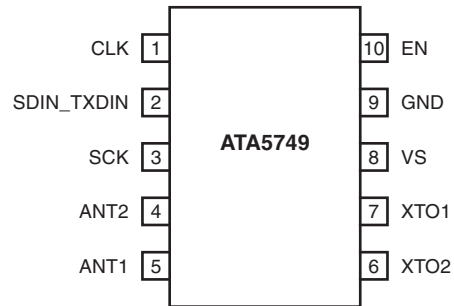 CLK 1 10 EN
SDIN_TXDIN 2 9 GND
ATA5749
SCK 3 8 VS
ANT2 4 7 XTO1
ANT1 5 6 XTO2